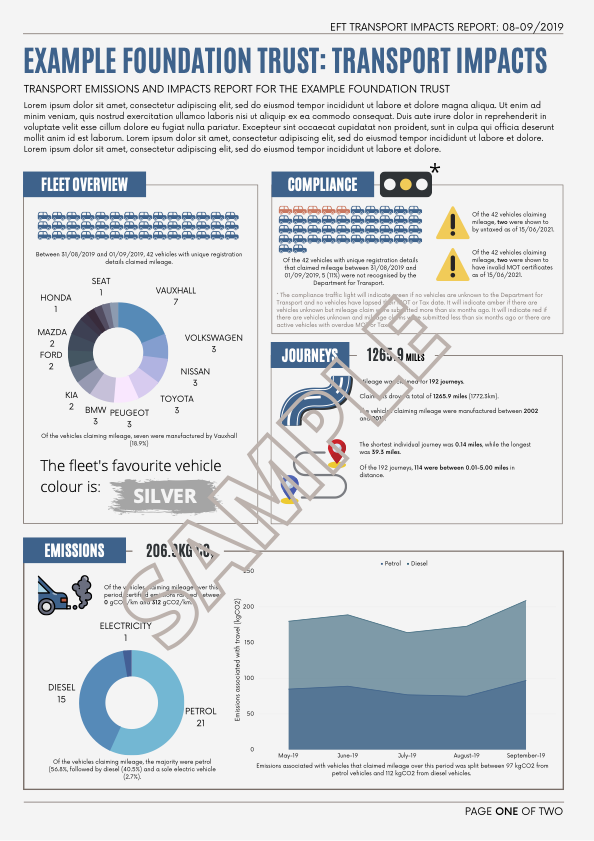 EFT TRANSPORT IMPACTS REPORT: 08-09/2019
EXAMPLE FOUNDATION TRUST: TRANSPORT IMPACTS
TRANSPORT EMISSIONS AND IMPACTS REPORT FOR THE EXAMPLE FOUNDATION TRUST
Lorem ipsum dolor sit amet, consectetur adipiscing elit, sed do eiusmod tempor incididunt ut labore et dolore magna aliqua. Ut enim ad
minim veniam, quis nostrud exercitation ullamco laboris nisi ut aliquip ex ea commodo consequat. Duis aute irure dolor in reprehenderit in
voluptate velit esse cillum dolore eu fugiat nulla pariatur. Excepteur sint occaecat cupidatat non proident, sunt in culpa qui officia deserunt
mollit anim id est laborum. Lorem ipsum dolor sit amet, consectetur adipiscing elit, sed do eiusmod tempor incididunt ut labore et dolore.
Lorem ipsum dolor sit amet, consectetur adipiscing elit, sed do eiusmod tempor incididunt ut labore et dolore.
FLEET OVERVIEW
Between 31/08/2019 and 01/09/2019, 42 vehicles with unique registration
details claimed mileage.
SEAT
1
HONDA
1
VAUXHALL
7
MAZDA
2
FORD
2
VOLKSWAGEN
3
NISSAN
3
KIA
2
BMW
3
PEUGEOT
3
TOYOTA
3
Of the vehicles claiming mileage, seven were manufactured by Vauxhall
(18.9%)
The fleet's favourite vehicle
colour is:
SILVER
COMPLIANCE
*
Of the 42 vehicles with unique registration details
that claimed mileage between 31/08/2019 and
01/09/2019, 5 (11%) were not recognised by the
Department for Transport.
Of the 42 vehicles claiming
mileage, two were shown to
by untaxed as of 15/06/2021.
Of the 42 vehicles claiming
mileage, two were shown to
have invalid MOT certificates
as of 15/06/2021.
* The compliance traffic light will indicate green if no vehicles are unknown to the Department for
Transport and no vehicles have lapsed their MOT or Tax date. It will indicate amber if there are
vehicles unknown but mileage claims were submitted more than six months ago. It will indicate red if
there are vehicles unknown and mileage claims were submitted less than six months ago or there are
active vehicles with overdue MOT or Tax.
JOURNEYS
1265.9 MILES
Mileage was claimed for 192 journeys.
Claimants drove a total of 1265.9 miles (1772.3km).
The vehicles claiming mileage were manufactured between 2002
and 2019.
The shortest individual journey was 0.14 miles, while the longest
was 39.3 miles.
Of the 192 journeys, 114 were between 0.01-5.00 miles in
distance.
SAMPLE
EMISSIONS
206.9KG CO2
Of the vehicles claiming mileage over this
period, certified emissions ranged between
0 gCO2/km and 312 gCO2/km.
ELECTRICITY
1
DIESEL
15
PETROL
21
Of the vehicles claiming mileage, the majority were petrol
(56.8%, followed by diesel (40.5%) and a sole electric vehicle
(2.7%).
Petrol Diesel
Emissions associated with travel (kgCO2)
250
200
150
100
50
0
May-19 June-19 July-19 August-19 September-19
Emissions associated with vehicles that claimed mileage over this period was split between 97 kgCO2 from
petrol vehicles and 112 kgCO2 from diesel vehicles.
PAGE ONE OF TWO